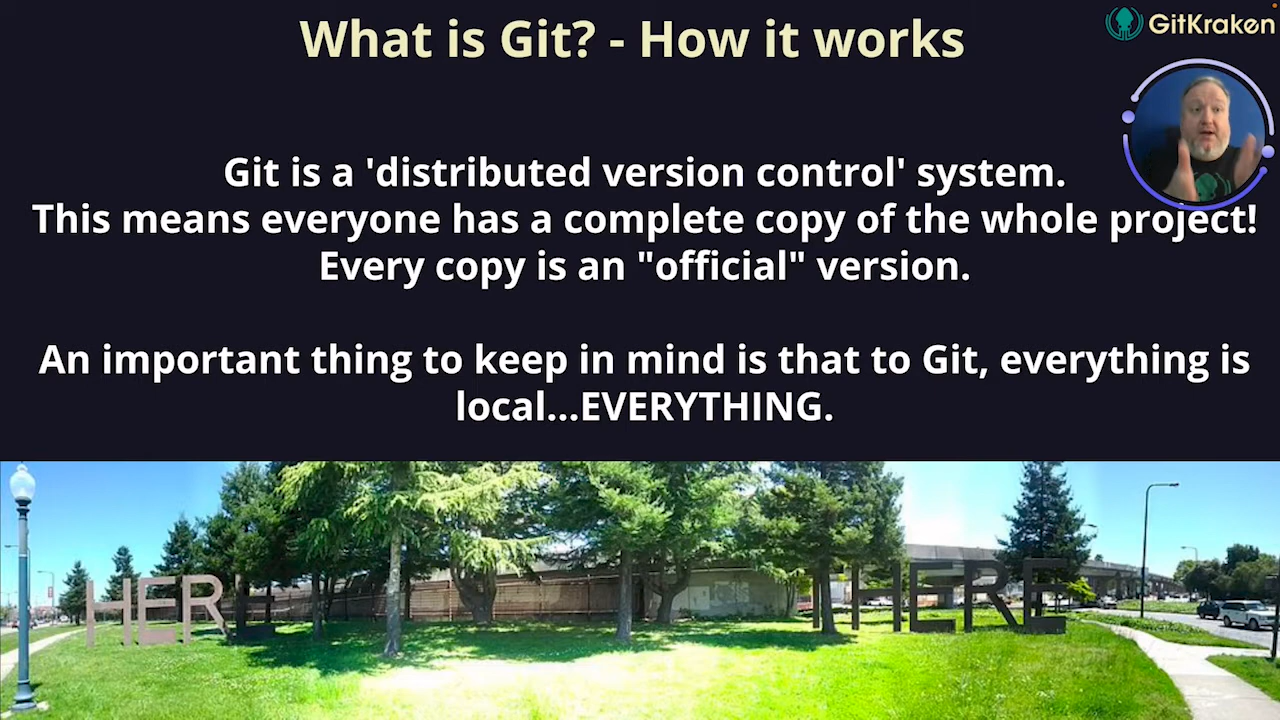 What is Git? - How it works
GitKraken
Git is a 'distributed version control' system.
This means everyone has a complete copy of the whole project!
Every copy is an "official" version.
An important thing to keep in mind is that to Git, everything is
local...EVERYTHING.
HERE
THERE